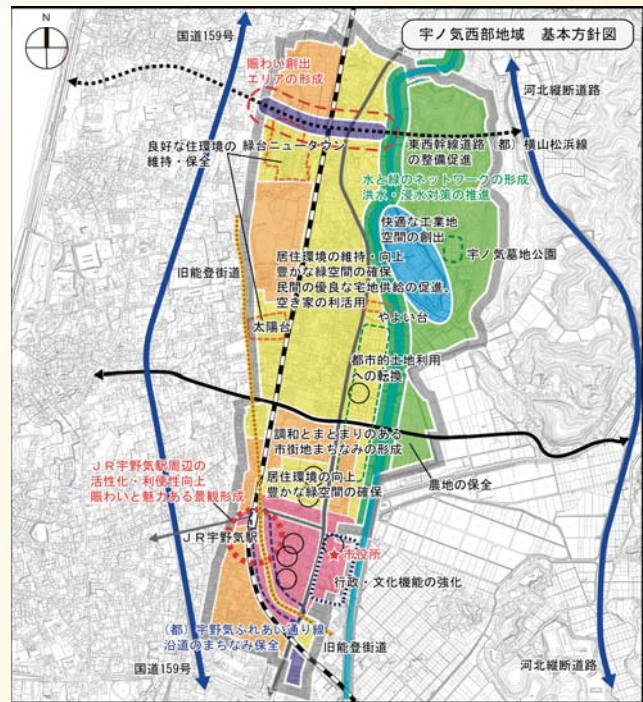 宇ノ気西部地域 基本方針図
N
国道159号
賑わい創出
エリアの形成
河北縦断道路
良好な住環境の
維持・保全
緑台ニュータウン
東西幹線道路（都）横山松浜線
の整備促進
水と緑のネットワークの形成
洪水・浸水対策の推進
快適な工業地
空間の創出
宇ノ気墓地公園
居住環境の維持・向上
豊かな緑空間の確保
民間の優良な宅地供給の促進、
空き家の利活用
旧能登街道
太陽台
やよい台
都市的土地利用
への転換
調和とまとまりのある
市街地まちなみの形成
農地の保全
JR宇野気駅周辺の
活性化・利便性向上
賑わいと魅力ある景観形成
居住環境の向上
豊かな緑空間の確保
JR宇野気駅
★市役所
行政・文化機能の強化
（都）宇野気ふれあい通り線
沿道のまちなみ保全
旧能登街道
国道159号
河北縦断道路